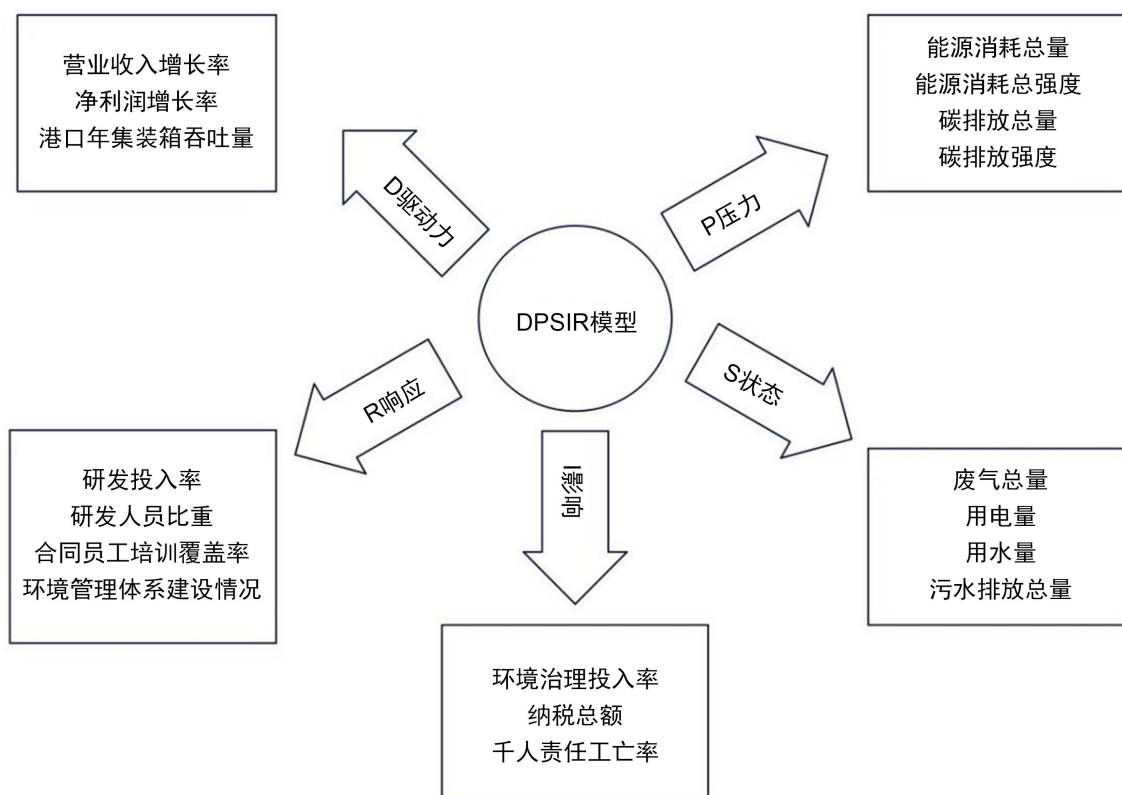 营业收入增长率
净利润增长率
港口年集装箱吞吐量
能源消耗总量
能源消耗总强度
碳排放总量
碳排放强度
D驱动力
P压力
DPSIR模型
R响应
S状态
I影响
研发投入率
研发人员比重
合同员工培训覆盖率
环境管理体系建设情况
废气总量
用电量
用水量
污水排放总量
环境治理投入率
纳税总额
千人责任工亡率